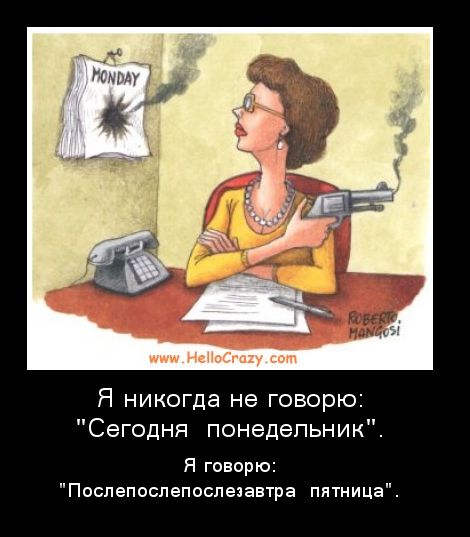 MONDAY
ROBERTO
MANGOSI
www.HelloCrazy.com
Я никогда не говорю:
"Сегодня понедельник".
Я говорю:
"Послепослепослезавтра пятница".